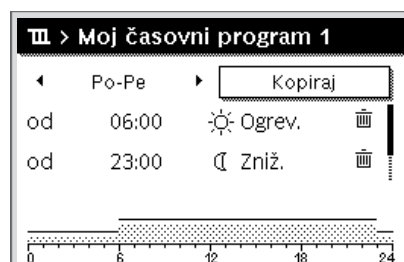 > Moj časovni program 1
Po-Pe Kopiraj
od 06:00 Ogrev.
od 23:00 Zniž.
0 6 12 18 24